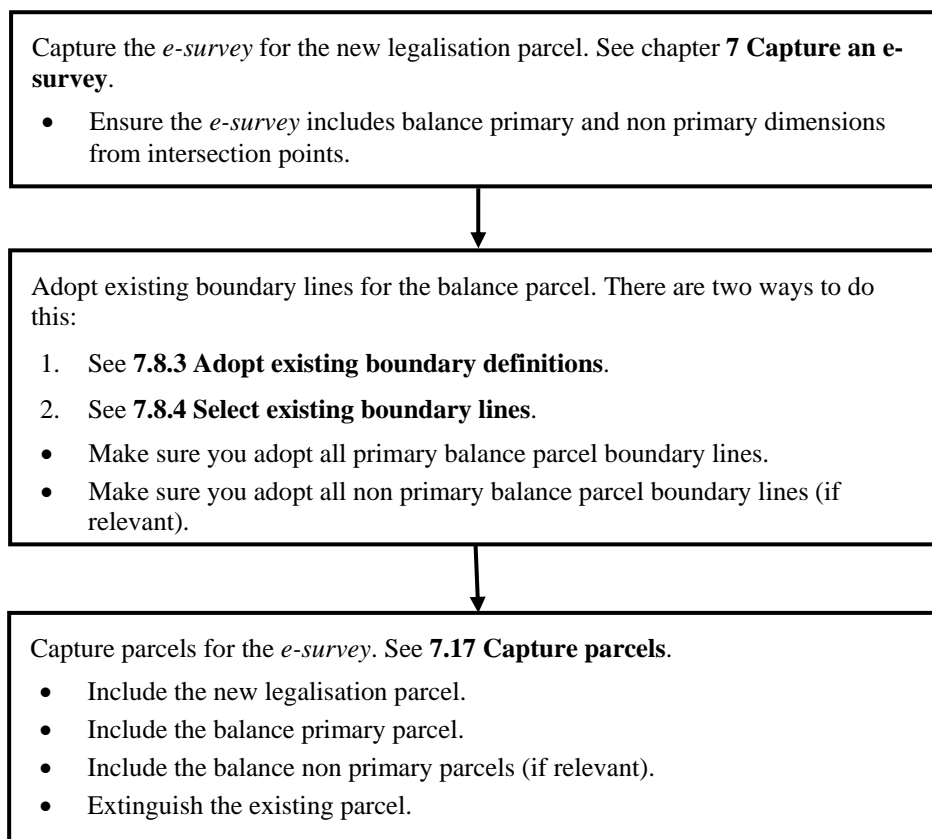 Capture the e-survey for the new legalisation parcel. See chapter 7 Capture an e-
survey.
• Ensure the e-survey includes balance primary and non primary dimensions
from intersection points.
Adopt existing boundary lines for the balance parcel. There are two ways to do
this:
1. See 7.8.3 Adopt existing boundary definitions.
2. See 7.8.4 Select existing boundary lines.
• Make sure you adopt all primary balance parcel boundary lines.
• Make sure you adopt all non primary balance parcel boundary lines (if
relevant).
Capture parcels for the e-survey. See 7.17 Capture parcels.
• Include the new legalisation parcel.
• Include the balance primary parcel.
• Include the balance non primary parcels (if relevant).
• Extinguish the existing parcel.